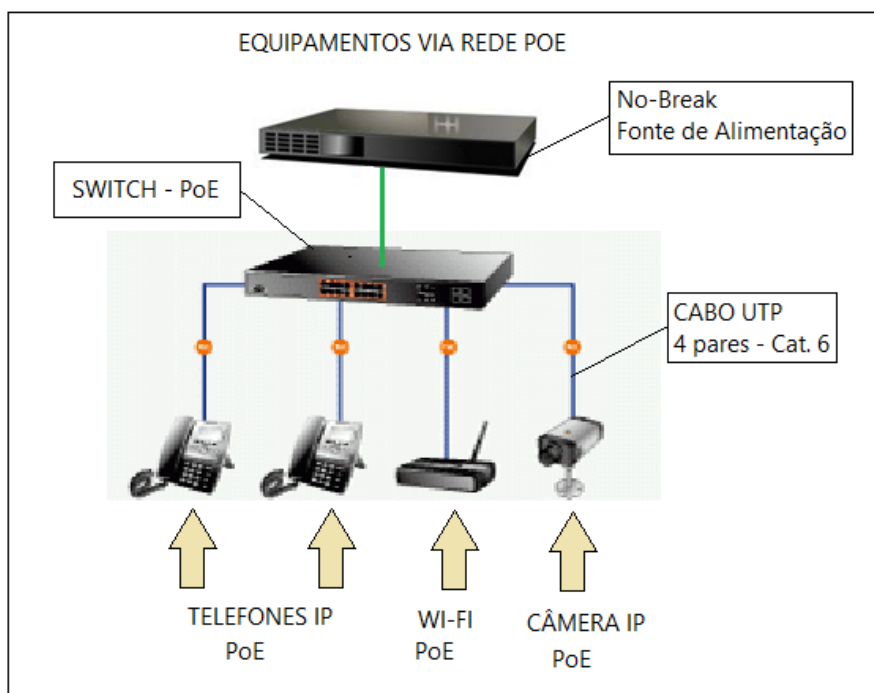 EQUIPAMENTOS VIA REDE POE
No-Break
Fonte de Alimentação
SWITCH - PoE
CABO UTP
4 pares - Cat. 6
TELEFONES IP
PoE
WI-FI
PoE
CÂMERA IP
PoE